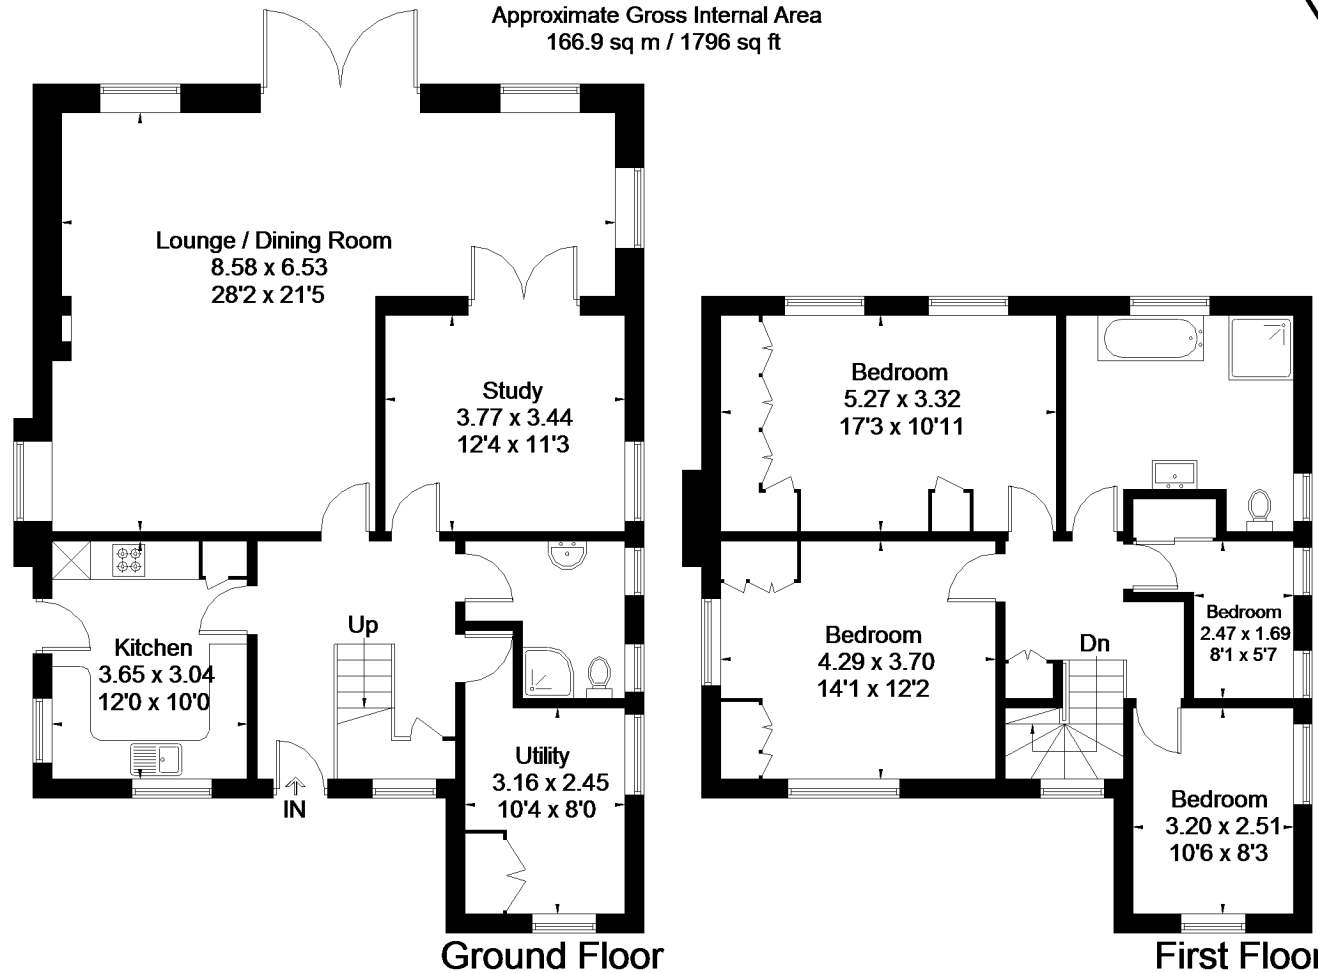 Approximate Gross Internal Area
166.9 sq m / 1796 sq ft
Lounge / Dining Room
8.58 x 6.53
28'2 x 21'5
Study
3.77 x 3.44
12'4 x 11'3
Kitchen
3.65 x 3.04
12'0 x 10'0
Up
IN
Utility
3.16 x 2.45
10'4 x 8'0
Ground Floor
Bedroom
5.27 x 3.32
17'3 x 10'11
Bedroom
4.29 x 3.70
14'1 x 12'2
Dn
Bedroom
2.47 x 1.69
8'1 x 5'7
Bedroom
3.20 x 2.51
10'6 x 8'3
First Floor